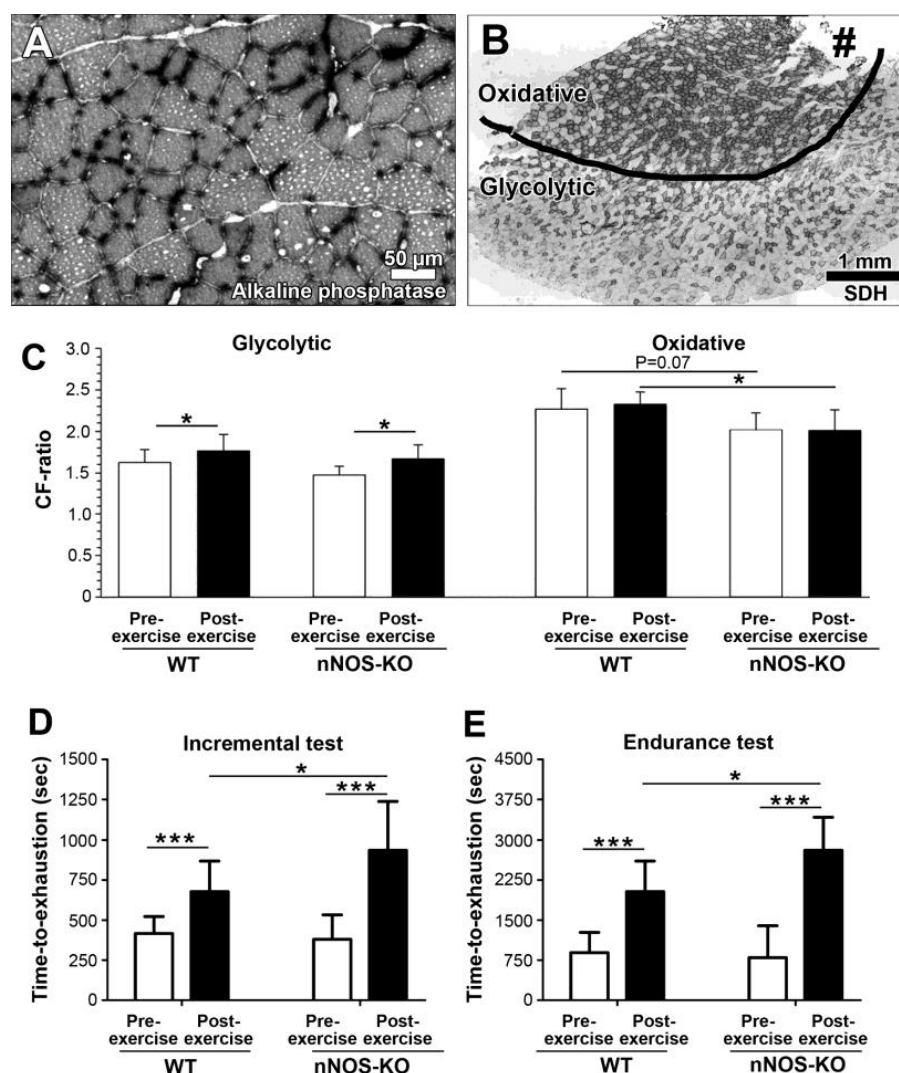 A
50 µm
Alkaline phosphatase
B
#
Oxidative
Glycolytic
1 mm
SDH
C
Glycolytic
Oxidative
CF-ratio
3.0
2.5
2.0
1.5
1.0
0.5
0
*
*
P=0.07
*
Pre-exercise
Post-exercise
Pre-exercise
Post-exercise
Pre-exercise
Post-exercise
Pre-exercise
Post-exercise
WT
nNOS-KO
WT
nNOS-KO
D
Incremental test
Time-to-exhaustion (sec)
1500
1250
1000
750
500
250
0
***
*
***
Pre-exercise
Post-exercise
Pre-exercise
Post-exercise
WT
nNOS-KO
E
Endurance test
Time-to-exhaustion (sec)
4500
3750
3000
2250
1500
750
0
***
*
***
Pre-exercise
Post-exercise
Pre-exercise
Post-exercise
WT
nNOS-KO